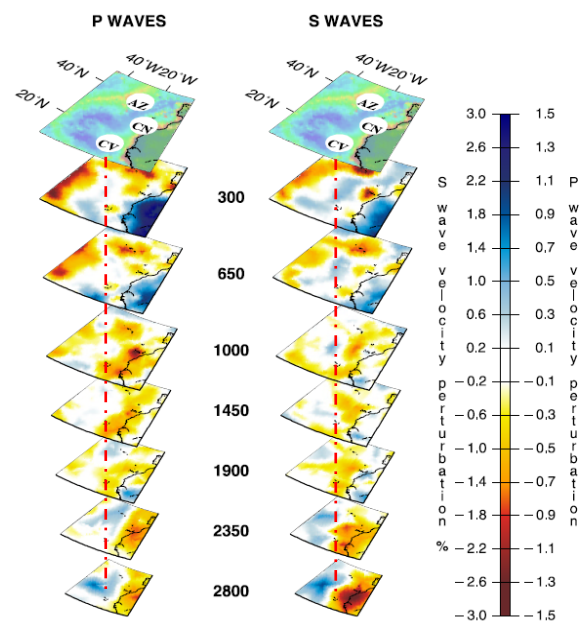 P WAVES
S WAVES
40°W 20°W
40°N
20°N
AZ
CN
CV
40°W 20°W
40°N
20°N
AZ
CN
CV
300
650
1000
1450
1900
2350
2800
S wave velocity perturbation %
3.0
2.6
2.2
1.8
1.4
1.0
0.6
0.2
−0.2
−0.6
−1.0
−1.4
−1.8
−2.2
−2.6
−3.0
1.5
1.3
1.1
0.9
0.7
0.5
0.3
0.1
−0.1
−0.3
−0.5
−0.7
−0.9
−1.1
−1.3
−1.5
P wave velocity perturbation